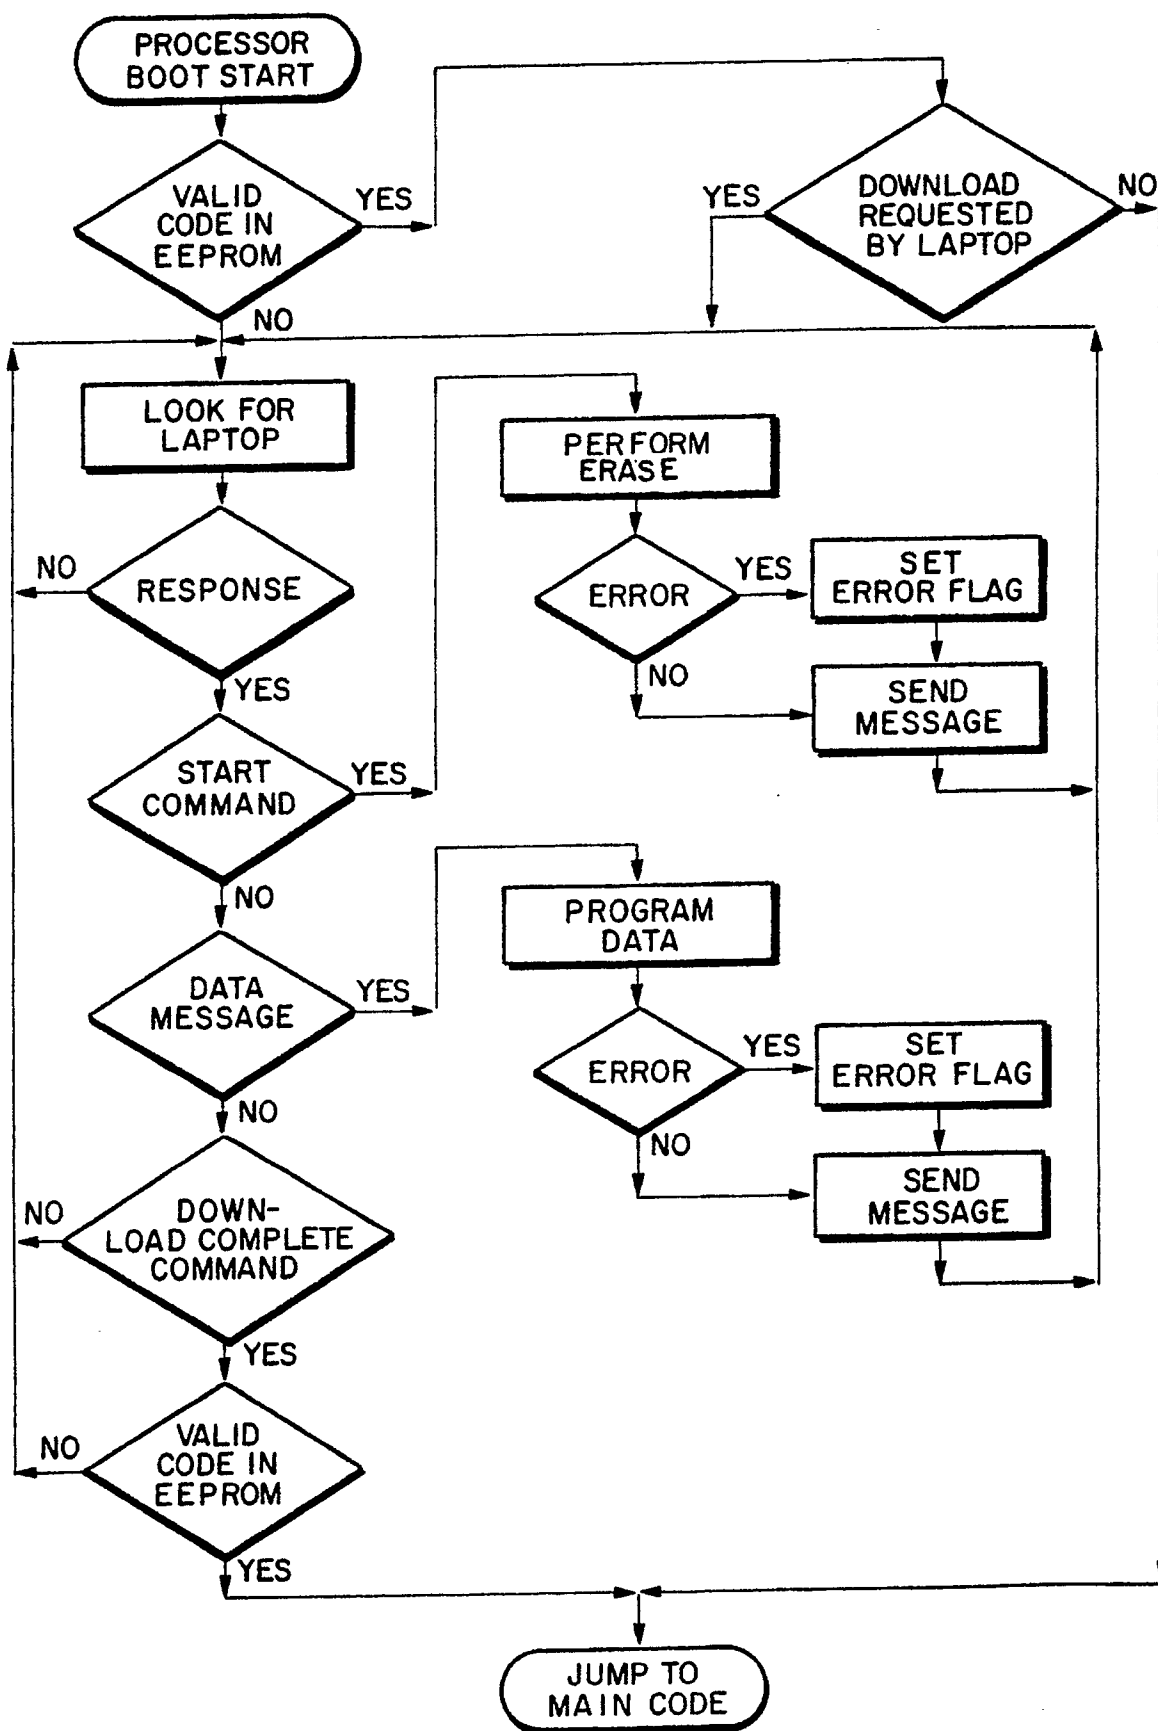 PROCESSOR
BOOT START
VALID
CODE IN
EEPROM
YES
NO
DOWNLOAD
REQUESTED
BY LAPTOP
YES
NO
LOOK FOR
LAPTOP
RESPONSE
NO
YES
START
COMMAND
YES
NO
PERFORM
ERASE
ERROR
YES
NO
SET
ERROR FLAG
SEND
MESSAGE
DATA
MESSAGE
YES
NO
PROGRAM
DATA
ERROR
YES
NO
SET
ERROR FLAG
SEND
MESSAGE
DOWN-
LOAD COMPLETE
COMMAND
NO
YES
VALID
CODE IN
EEPROM
NO
YES
JUMP TO
MAIN CODE